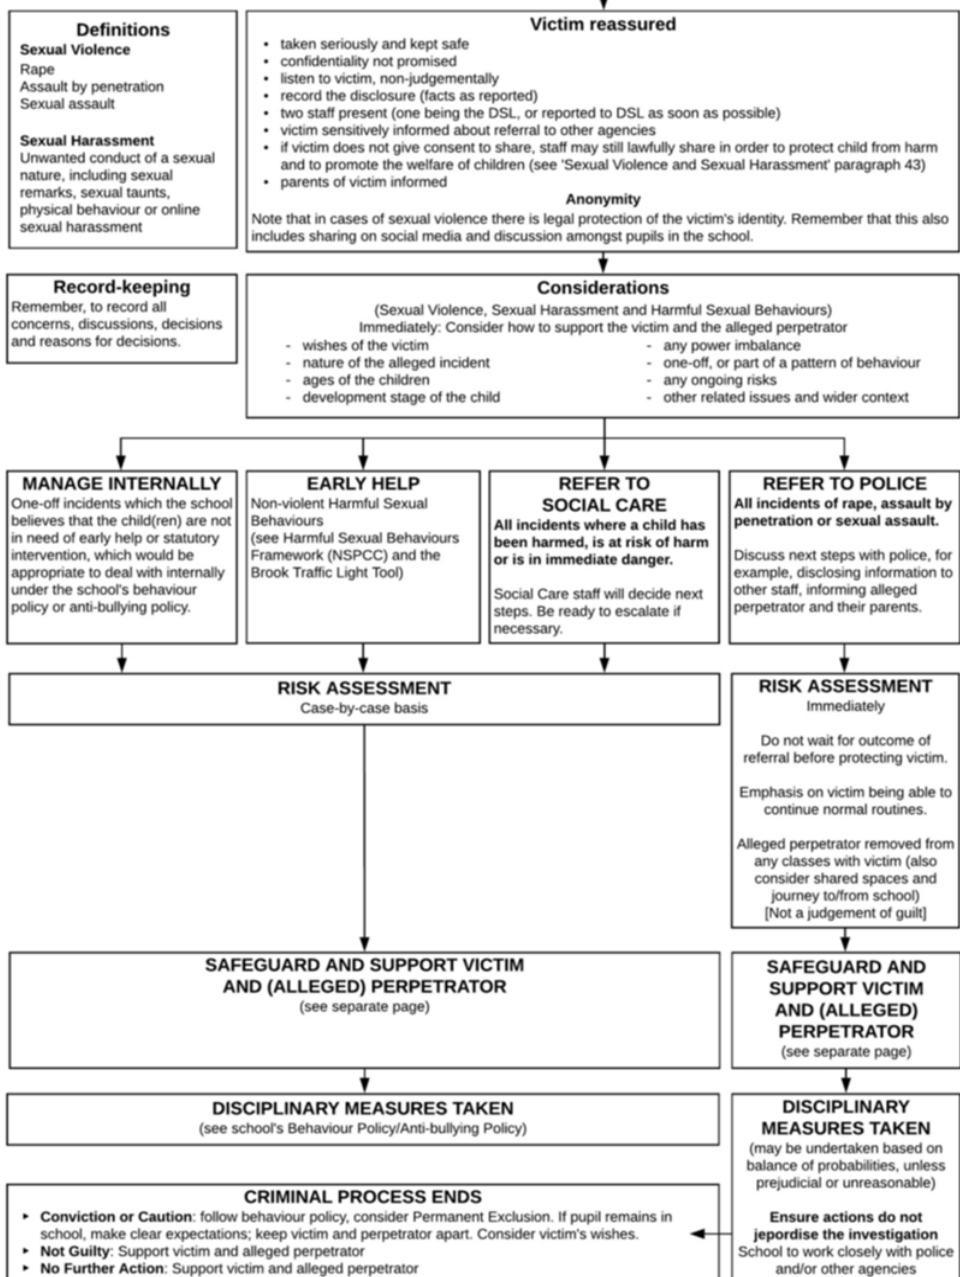 Definitions
Sexual Violence
Rape
Assault by penetration
Sexual assault
Sexual Harassment
Unwanted conduct of a sexual
nature, including sexual
remarks, sexual taunts,
physical behaviour or online
sexual harassment
Victim reassured
• taken seriously and kept safe
• confidentiality not promised
• listen to victim, non-judgementally
• record the disclosure (facts as reported)
• two staff present (one being the DSL, or reported to DSL as soon as possible)
• victim sensitively informed about referral to other agencies
• if victim does not give consent to share, staff may still lawfully share in order to protect child from harm
and to promote the welfare of children (see 'Sexual Violence and Sexual Harassment' paragraph 43)
• parents of victim informed
Anonymity
Note that in cases of sexual violence there is legal protection of the victim's identity. Remember that this also
includes sharing on social media and discussion amongst pupils in the school.
Record-keeping
Remember, to record all
concerns, discussions, decisions
and reasons for decisions.
Considerations
(Sexual Violence, Sexual Harassment and Harmful Sexual Behaviours)
Immediately: Consider how to support the victim and the alleged perpetrator
- wishes of the victim
- nature of the alleged incident
- ages of the children
- development stage of the child
- any power imbalance
- one-off, or part of a pattern of behaviour
- any ongoing risks
- other related issues and wider context
MANAGE INTERNALLY
One-off incidents which the school
believes that the child(ren) are not
in need of early help or statutory
intervention, which would be
appropriate to deal with internally
under the school's behaviour
policy or anti-bullying policy.
EARLY HELP
Non-violent Harmful Sexual
Behaviours
(see Harmful Sexual Behaviours
Framework (NSPCC) and the
Brook Traffic Light Tool)
REFER TO
SOCIAL CARE
All incidents where a child has
been harmed, is at risk of harm
or is in immediate danger.
Social Care staff will decide next
steps. Be ready to escalate if
necessary.
REFER TO POLICE
All incidents of rape, assault by
penetration or sexual assault.
Discuss next steps with police, for
example, disclosing information to
other staff, informing alleged
perpetrator and their parents.
RISK ASSESSMENT
Case-by-case basis
RISK ASSESSMENT
Immediately
Do not wait for outcome of
referral before protecting victim.
Emphasis on victim being able to
continue normal routines.
Alleged perpetrator removed from
any classes with victim (also
consider shared spaces and
journey to/from school)
[Not a judgement of guilt]
SAFEGUARD AND SUPPORT VICTIM
AND (ALLEGED) PERPETRATOR
(see separate page)
SAFEGUARD AND
SUPPORT VICTIM
AND (ALLEGED)
PERPETRATOR
(see separate page)
DISCIPLINARY MEASURES TAKEN
(see school's Behaviour Policy/Anti-bullying Policy)
DISCIPLINARY
MEASURES TAKEN
(may be undertaken based on
balance of probabilities, unless
prejudicial or unreasonable)
Ensure actions do not
jepordise the investigation
School to work closely with police
and/or other agencies
CRIMINAL PROCESS ENDS
‣ Conviction or Caution: follow behaviour policy, consider Permanent Exclusion. If pupil remains in
school, make clear expectations; keep victim and perpetrator apart. Consider victim's wishes.
‣ Not Guilty: Support victim and alleged perpetrator
‣ No Further Action: Support victim and alleged perpetrator